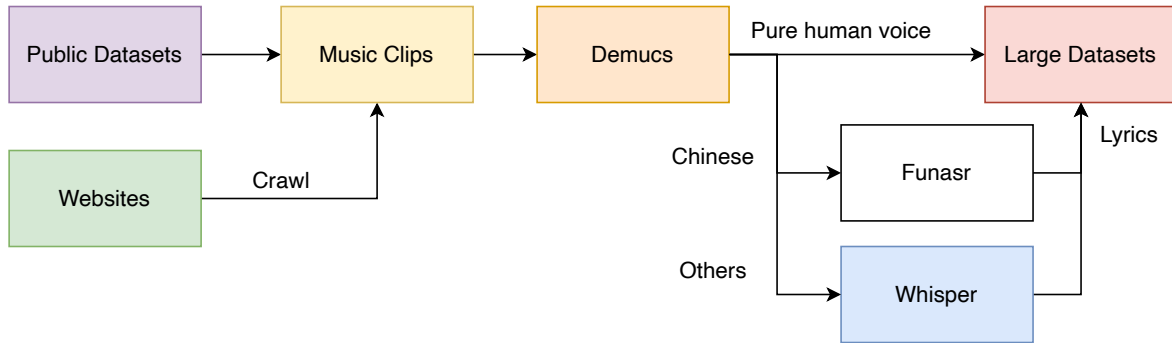 Public Datasets
Music Clips
Demucs
Pure human voice
Large Datasets
Websites
Crawl
Chinese
Funasr
Lyrics
Others
Whisper